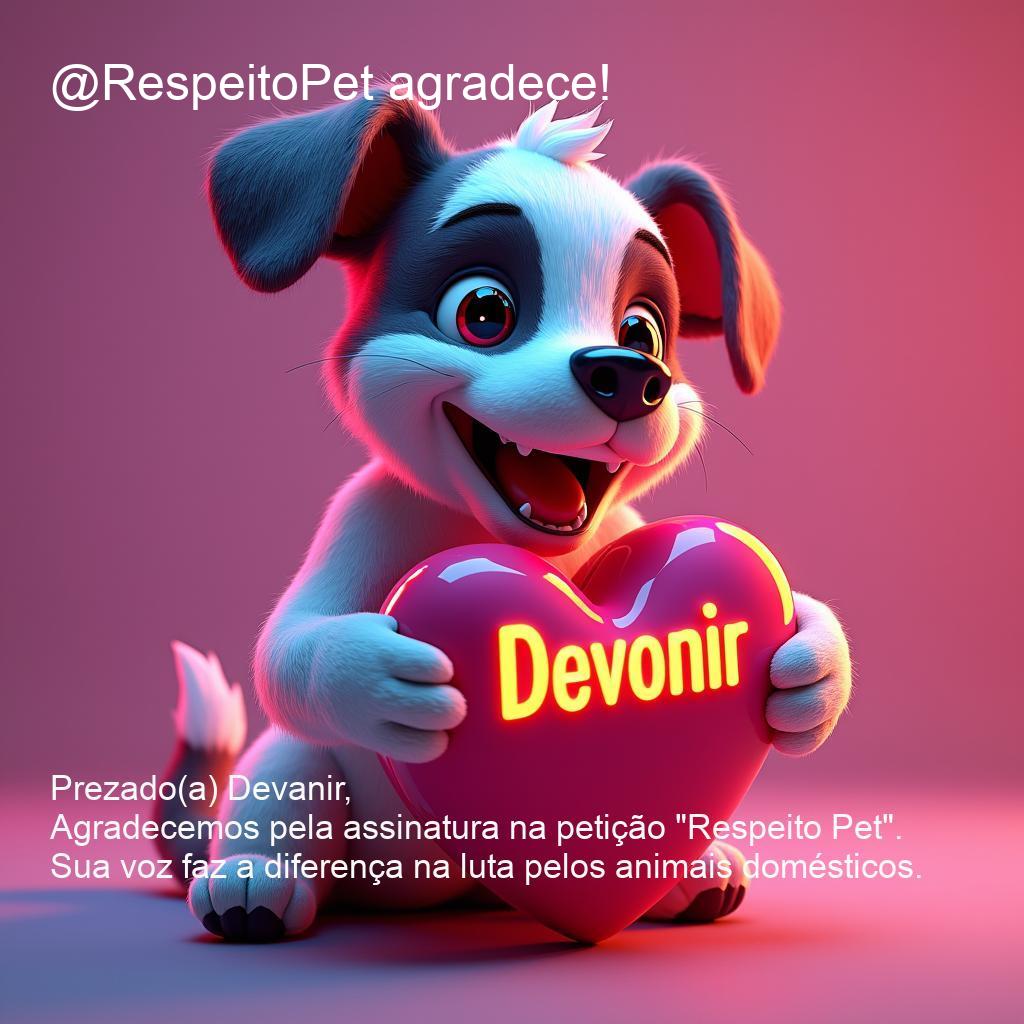 @RespeitoPet agradece!
Devonir
Prezado(a) Devanir,
Agradecemos pela assinatura na petição "Respeito Pet".
Sua voz faz a diferença na luta pelos animais domésticos.